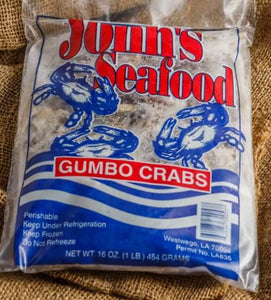 John's
Seafood
GUMBO CRABS
Perishable
Keep Under Refrigeration
Keep Frozen
Do Not Refreeze
Westwego, LA 70094
Permit No. LA835
NET WT 16 OZ. (1 LB.) 454 GRAMS